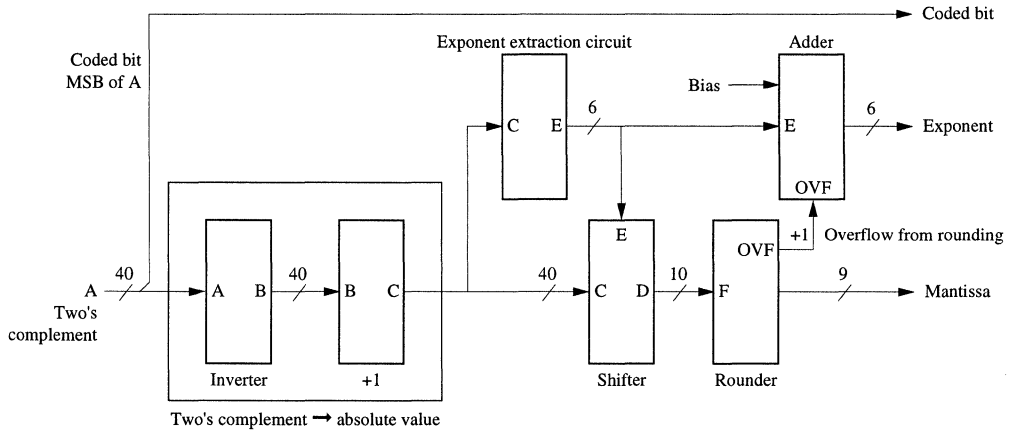 Coded bit
Coded bit
MSB of A
Exponent extraction circuit
Adder
Bias
C E
6
E
6
Exponent
OVF
E
OVF
+1
Overflow from rounding
A
40
A B
40
B C
40
C D
10
F
9
Mantissa
Two's
complement
Inverter
+1
Shifter
Rounder
Two's complement → absolute value